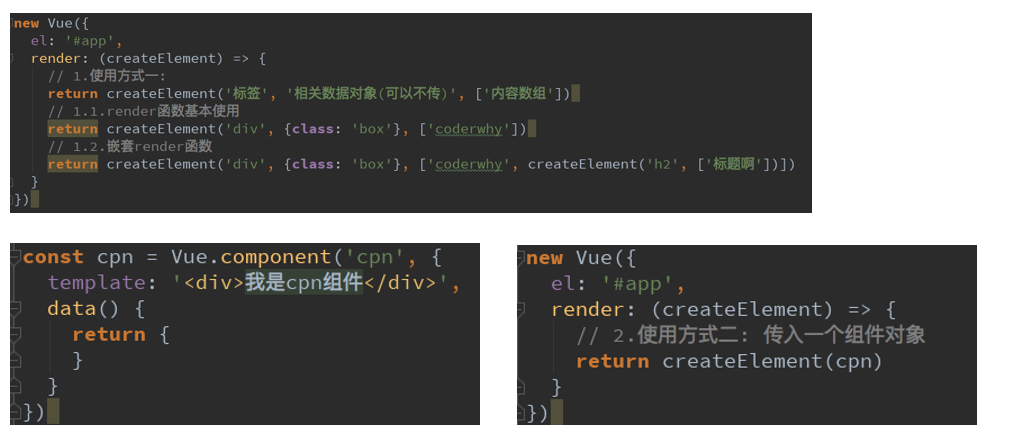 new Vue({
  el: '#app',
  render: (createElement) => {
    // 1.使用方式一:
    return createElement('标签', '相关数据对象(可以不传)', ['内容数组'])
    // 1.1.render函数基本使用
    return createElement('div', {class: 'box'}, ['coderwhy'])
    // 1.2.嵌套render函数
    return createElement('div', {class: 'box'}, ['coderwhy', createElement('h2', ['标题啊'])])
  }
})
const cpn = Vue.component('cpn', {
  template: '<div>我是cpn组件</div>',
  data() {
    return {
    }
  }
})
new Vue({
  el: '#app',
  render: (createElement) => {
    // 2.使用方式二: 传入一个组件对象
    return createElement(cpn)
  }
})